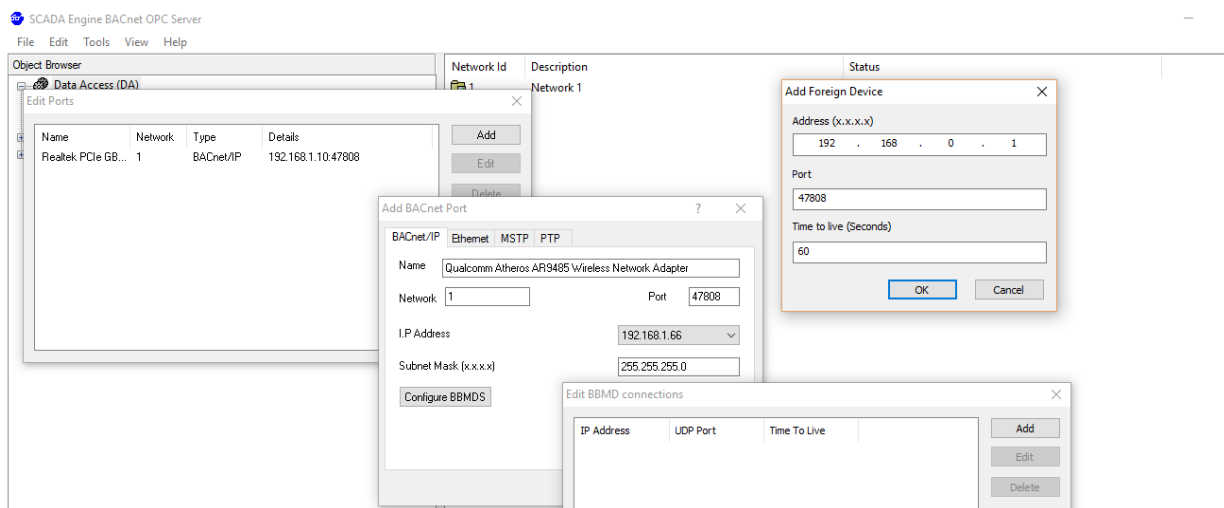 SCADA Engine BACnet OPC Server
File Edit Tools View Help
Object Browser
Data Access (DA)
Network Id Description Status
1 Network 1
Edit Ports
Name Network Type Details
Realtek PCIe GB... 1 BACnet/IP 192.168.1.10:47808
Add
Edit
Delete
Add BACnet Port
BACnet/IP Ethernet MSTP PTP
Name Qualcomm Atheros AR9485 Wireless Network Adapter
Network 1 Port 47808
I.P Address 192.168.1.66
Subnet Mask (x.x.x.x) 255.255.255.0
Configure BBMDS
Edit BBMD connections
IP Address UDP Port Time To Live
Add
Edit
Delete
Add Foreign Device
Address (x.x.x.x)
192 . 168 . 0 . 1
Port
47808
Time to live (Seconds)
60
OK Cancel